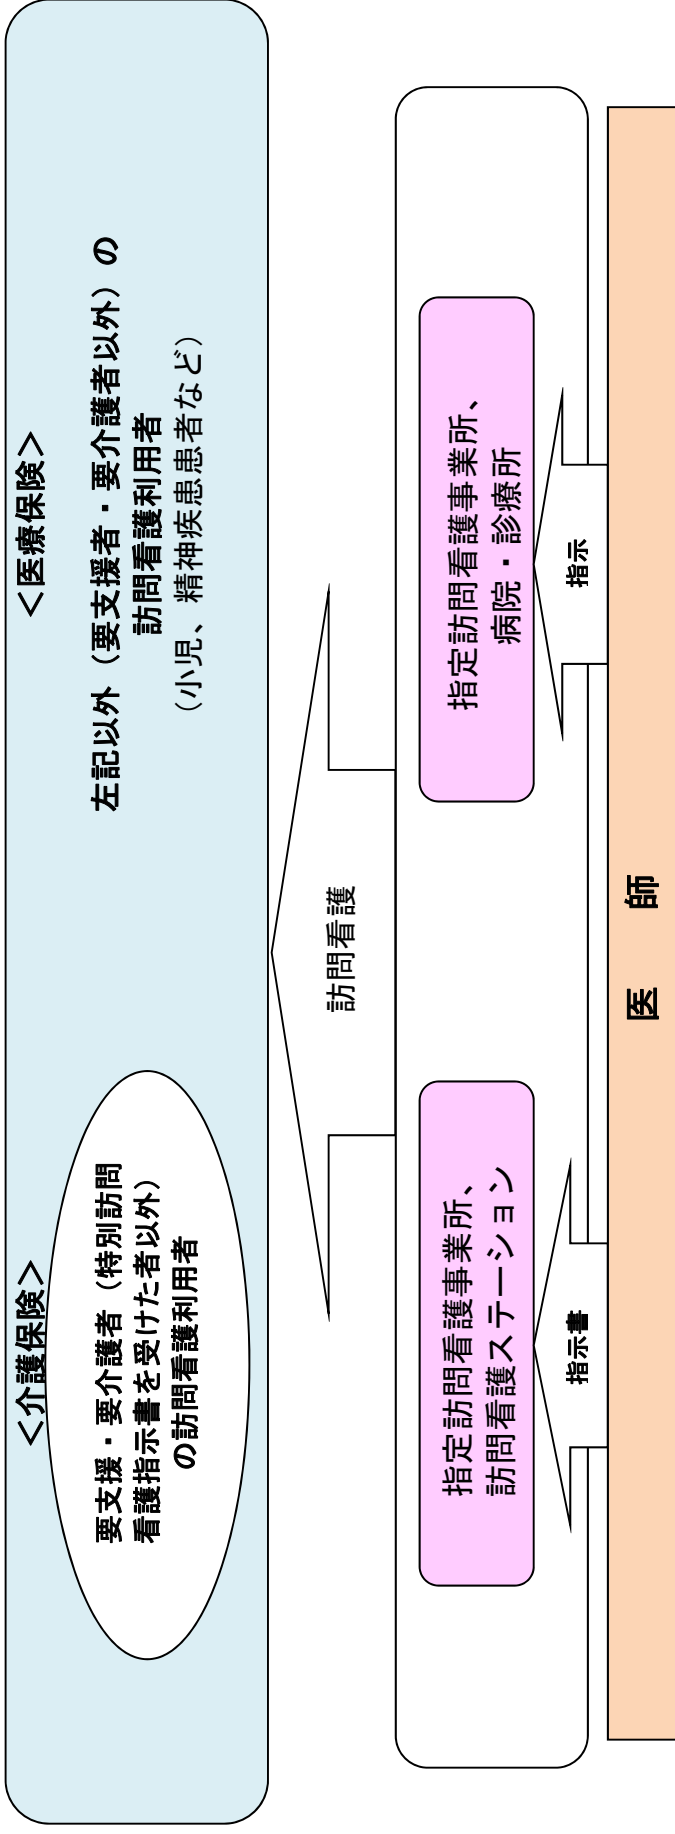 ＜介護保険＞
要支援・要介護者（特別訪問
看護指示書を受けた者以外）
の訪問看護利用者
＜医療保険＞
左記以外（要支援者・要介護者以外）の
訪問看護利用者
（小児、精神疾患患者など）
訪問看護
指定訪問看護事業所、
訪問看護ステーション
指定訪問看護事業所、
病院・診療所
指示書
指示
医　師